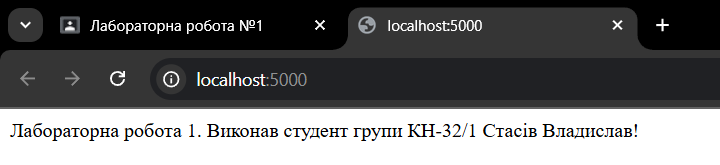 Лабораторна робота №1
localhost:5000
localhost:5000
Лабораторна робота 1. Виконав студент групи КН-32/1 Стасів Владислав!